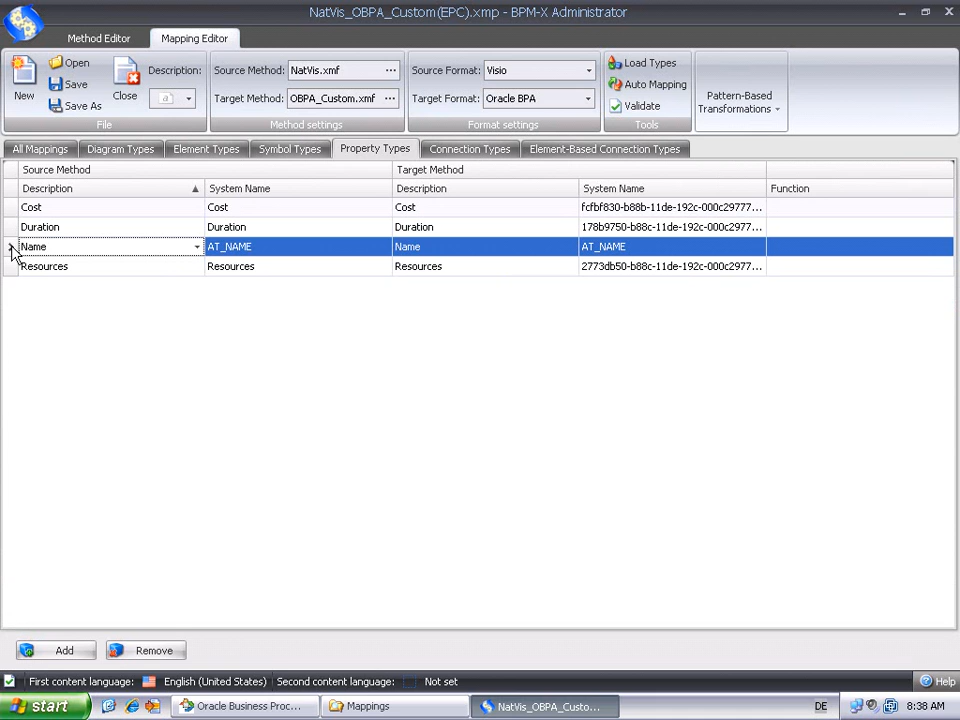 NatVis_OBPA_Custom(EPC).xmp - BPM-X Administrator
Method Editor
Mapping Editor
New
Open
Save
Save As
Close
Description:
a
File
Source Method: NatVis.xmf ...
Target Method: OBPA_Custom.xmf ...
Method settings
Source Format: Visio
Target Format: Oracle BPA
Format settings
Load Types
Auto Mapping
Validate
Tools
Pattern-Based
Transformations
All Mappings
Diagram Types
Element Types
Symbol Types
Property Types
Connection Types
Element-Based Connection Types
Source Method Target Method
Description System Name Description System Name Function
Cost Cost Cost fcfbf830-b88b-11de-192c-000c29777...
Duration Duration Duration 178b9750-b88c-11de-192c-000c29777...
Name AT_NAME Name AT_NAME
Resources Resources Resources 2773db50-b88c-11de-192c-000c2977...
Add
Remove
First content language: English (United States) Second content language: Not set
Help
start
Oracle Business Proc...
Mappings
NatVis_OBPA_Custo...
DE
8:38 AM